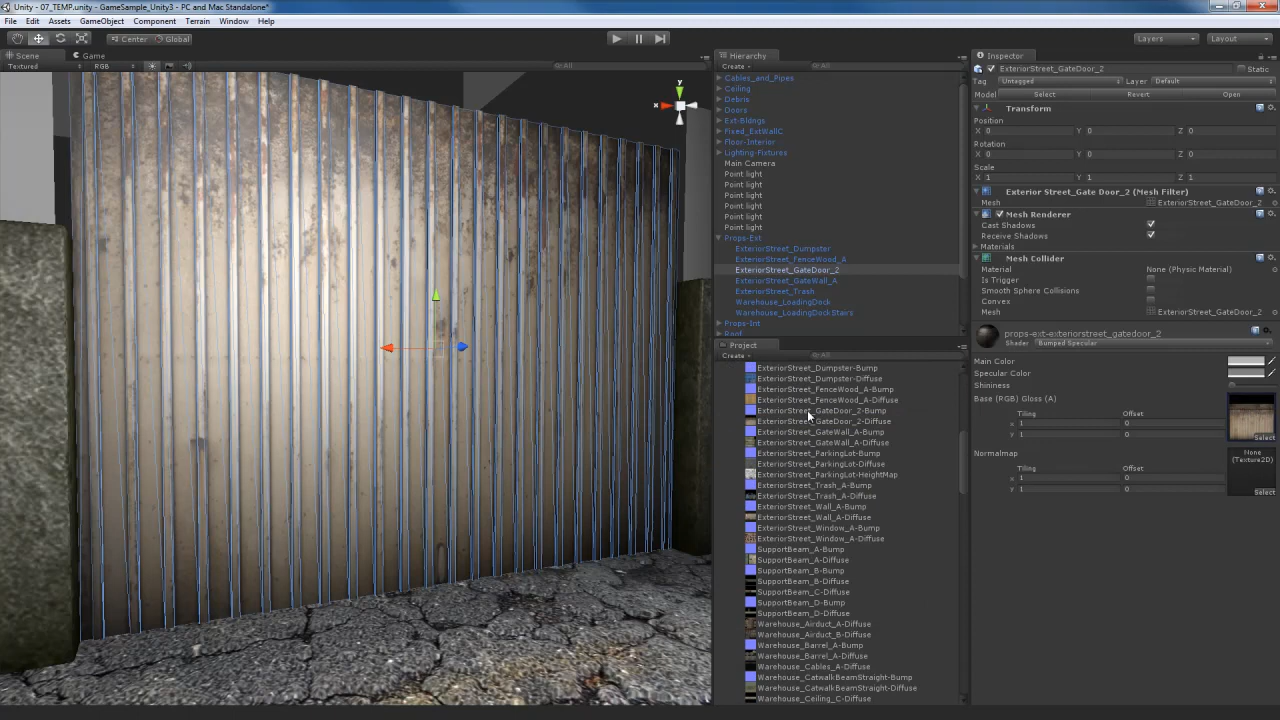 Unity - 07_TEMP.unity - GameSample_Unity3 - PC and Mac Standalone*
File Edit Assets GameObject Component Terrain Window Help
Center Global Layers Layout
Scene Game
Textured RGB All
Hierarchy
Create All
Cables_and_Pipes
Ceiling
Debris
Doors
Ext-Bldngs
Fixed_ExtWallC
Floor-Interior
Lighting-Fixtures
Main Camera
Point light
Point light
Point light
Point light
Point light
Point light
Props-Ext
ExteriorStreet_Dumpster
ExteriorStreet_FenceWood_A
ExteriorStreet_GateDoor_2
ExteriorStreet_GateWall_A
ExteriorStreet_Trash
Warehouse_LoadingDock
Warehouse_LoadingDockStairs
Props-Int
Roof
Project
Create All
ExteriorStreet_Dumpster-Bump
ExteriorStreet_Dumpster-Diffuse
ExteriorStreet_FenceWood_A-Bump
ExteriorStreet_FenceWood_A-Diffuse
ExteriorStreet_GateDoor_2-Bump
ExteriorStreet_GateDoor_2-Diffuse
ExteriorStreet_GateWall_A-Bump
ExteriorStreet_GateWall_A-Diffuse
ExteriorStreet_ParkingLot-Bump
ExteriorStreet_ParkingLot-Diffuse
ExteriorStreet_ParkingLot-HeightMap
ExteriorStreet_Trash_A-Bump
ExteriorStreet_Trash_A-Diffuse
ExteriorStreet_Wall_A-Bump
ExteriorStreet_Wall_A-Diffuse
ExteriorStreet_Window_A-Bump
ExteriorStreet_Window_A-Diffuse
SupportBeam_A-Bump
SupportBeam_A-Diffuse
SupportBeam_B-Bump
SupportBeam_B-Diffuse
SupportBeam_C-Diffuse
SupportBeam_D-Bump
SupportBeam_D-Diffuse
Warehouse_Airduct_A-Diffuse
Warehouse_Airduct_B-Diffuse
Warehouse_Barrel_A-Bump
Warehouse_Barrel_A-Diffuse
Warehouse_Cables_A-Diffuse
Warehouse_CatwalkBeamStraight-Bump
Warehouse_CatwalkBeamStraight-Diffuse
Warehouse_Ceiling_C-Diffuse
Inspector
ExteriorStreet_GateDoor_2 Static
Tag Untagged Layer Default
Model Select Revert Open
Transform
Position
X 0 Y 0 Z 0
Rotation
X 0 Y 0 Z 0
Scale
X 1 Y 1 Z 1
Exterior Street_Gate Door_2 (Mesh Filter)
Mesh ExteriorStreet_GateDoor_2
Mesh Renderer
Cast Shadows
Receive Shadows
Materials
Mesh Collider
Material None (Physic Material)
Is Trigger
Smooth Sphere Collisions
Convex
Mesh ExteriorStreet_GateDoor_2
props-ext-exteriorstreet_gatedoor_2
Shader Bumped Specular
Main Color
Specular Color
Shininess
Base (RGB) Gloss (A)
Tiling Offset
x 1 0
y 1 0
Select
Normalmap
None
(Texture2D)
Tiling Offset
x 1 0
y 1 0
Select
y
x